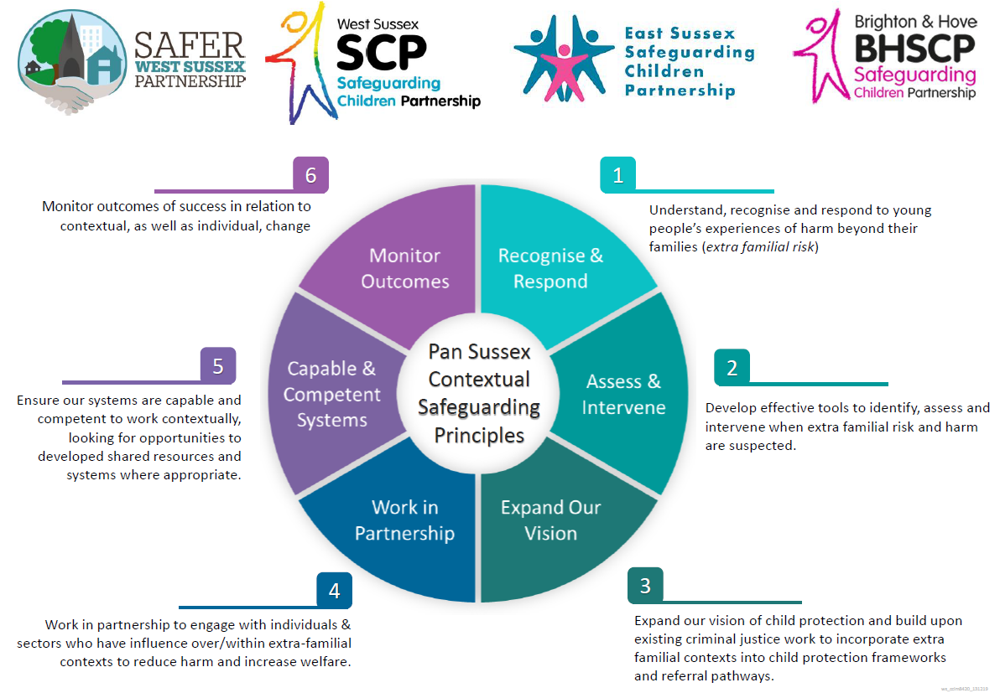 SAFER
WEST SUSSEX
PARTNERSHIP
West Sussex
SCP
Safeguarding
Children Partnership
East Sussex
Safeguarding
Children
Partnership
Brighton & Hove
BHSCP
Safeguarding
Children Partnership
Pan Sussex
Contextual
Safeguarding
Principles
1
Recognise &
Respond
Understand, recognise and respond to young
people's experiences of harm beyond their
families (extra familial risk)
2
Assess &
Intervene
Develop effective tools to identify, assess and
intervene when extra familial risk and harm
are suspected.
3
Expand Our
Vision
Expand our vision of child protection and build upon
existing criminal justice work to incorporate extra
familial contexts into child protection frameworks
and referral pathways.
4
Work in
Partnership
Work in partnership to engage with individuals &
sectors who have influence over/within extra-familial
contexts to reduce harm and increase welfare.
5
Capable &
Competent
Systems
Ensure our systems are capable and
competent to work contextually,
looking for opportunities to
developed shared resources and
systems where appropriate.
6
Monitor
Outcomes
Monitor outcomes of success in relation to
contextual, as well as individual, change